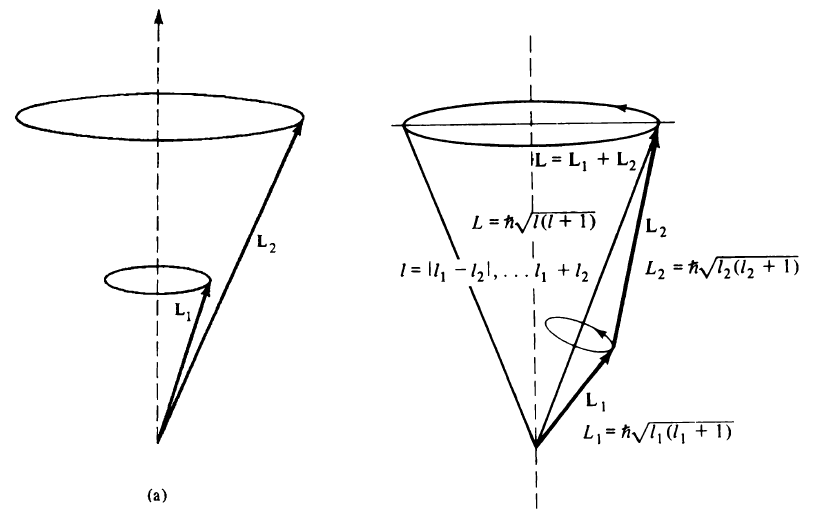 L₂
L₁
(a)
L = L₁ + L₂
L = ℏ√l(l + 1)
l = |l₁ − l₂|, . . . l₁ + l₂
L₂
L₂ = ℏ√l₂(l₂ + 1)
L₁
L₁ = ℏ√l₁(l₁ + 1)